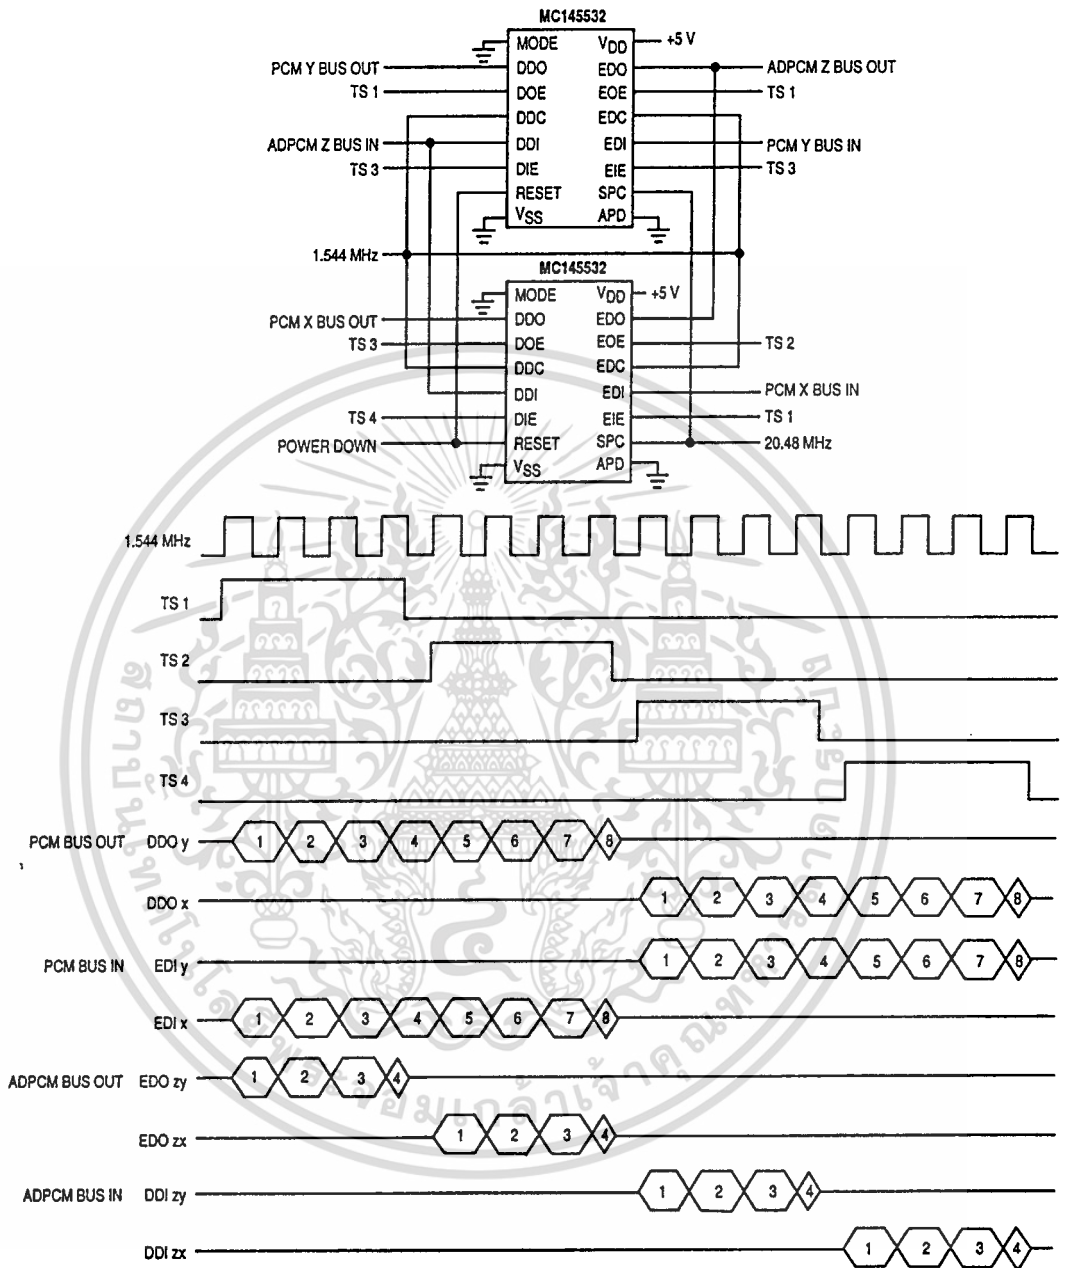 MC145532
MODE VDD +5 V
PCM Y BUS OUT DDO EDO ADPCM Z BUS OUT
TS 1 DOE EOE TS 1
DDC EDC
ADPCM Z BUS IN DDI EDI PCM Y BUS IN
TS 3 DIE EIE TS 3
RESET SPC
VSS APD
1.544 MHz
MC145532
MODE VDD +5 V
PCM X BUS OUT DDO EDO
TS 3 DOE EOE TS 2
DDC EDC
DDI EDI PCM X BUS IN
TS 4 DIE EIE TS 1
POWER DOWN RESET SPC 20.48 MHz
VSS APD
1.544 MHz
TS 1
TS 2
TS 3
TS 4
PCM BUS OUT DDO y 1 2 3 4 5 6 7 8
DDO x 1 2 3 4 5 6 7 8
PCM BUS IN EDI y 1 2 3 4 5 6 7 8
EDI x 1 2 3 4 5 6 7 8
ADPCM BUS OUT EDO zy 1 2 3 4
EDO zx 1 2 3 4
ADPCM BUS IN DDI zy 1 2 3 4
DDI zx 1 2 3 4